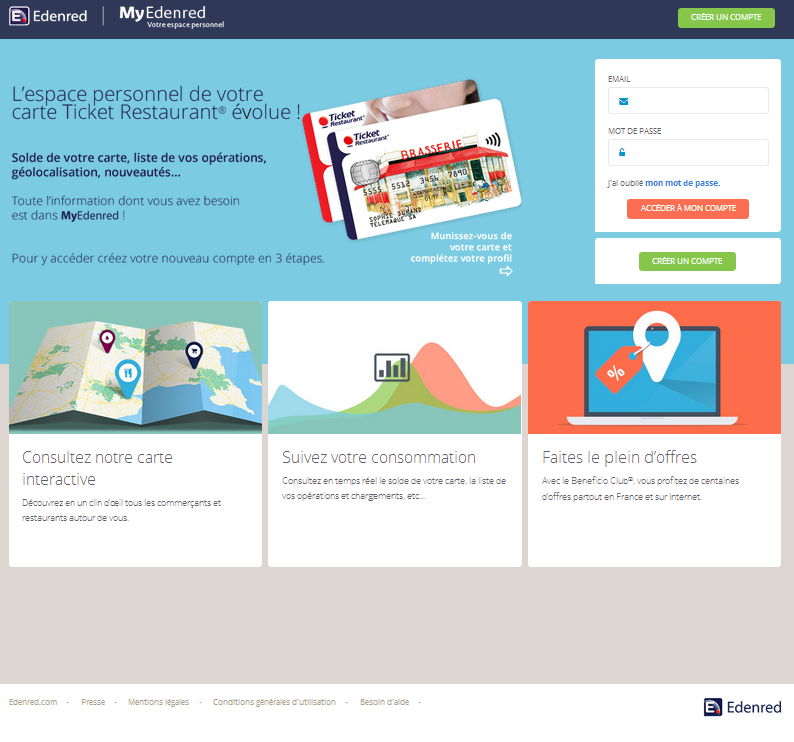 Edenred
MyEdenred
Votre espace personnel
CRÉER UN COMPTE
L'espace personnel de votre
carte Ticket Restaurant® évolue !
Solde de votre carte, liste de vos opérations,
géolocalisation, nouveautés...
Toute l'information dont vous avez besoin
est dans MyEdenred !
Pour y accéder créez votre nouveau compte en 3 étapes.
Ticket
Restaurant
Ticket
Restaurant
BRASSERIE
5555 5512 3456 2890
SOPHIE DURAND
TELEMAQUE SA
Munissez-vous de
votre carte et
complétez votre profil
EMAIL
MOT DE PASSE
J'ai oublié mon mot de passe.
ACCÉDER À MON COMPTE
CRÉER UN COMPTE
%
Consultez notre carte
interactive
Découvrez en un clin d'œil tous les commerçants et
restaurants autour de vous.
Suivez votre consommation
Consultez en temps réel le solde de votre carte, la liste de
vos opérations et chargements, etc...
Faites le plein d'offres
Avec le Beneficio Club®, vous profitez de centaines
d'offres partout en France et sur Internet.
Edenred.com - Presse - Mentions légales - Conditions générales d'utilisation - Besoin d'aide -
Edenred